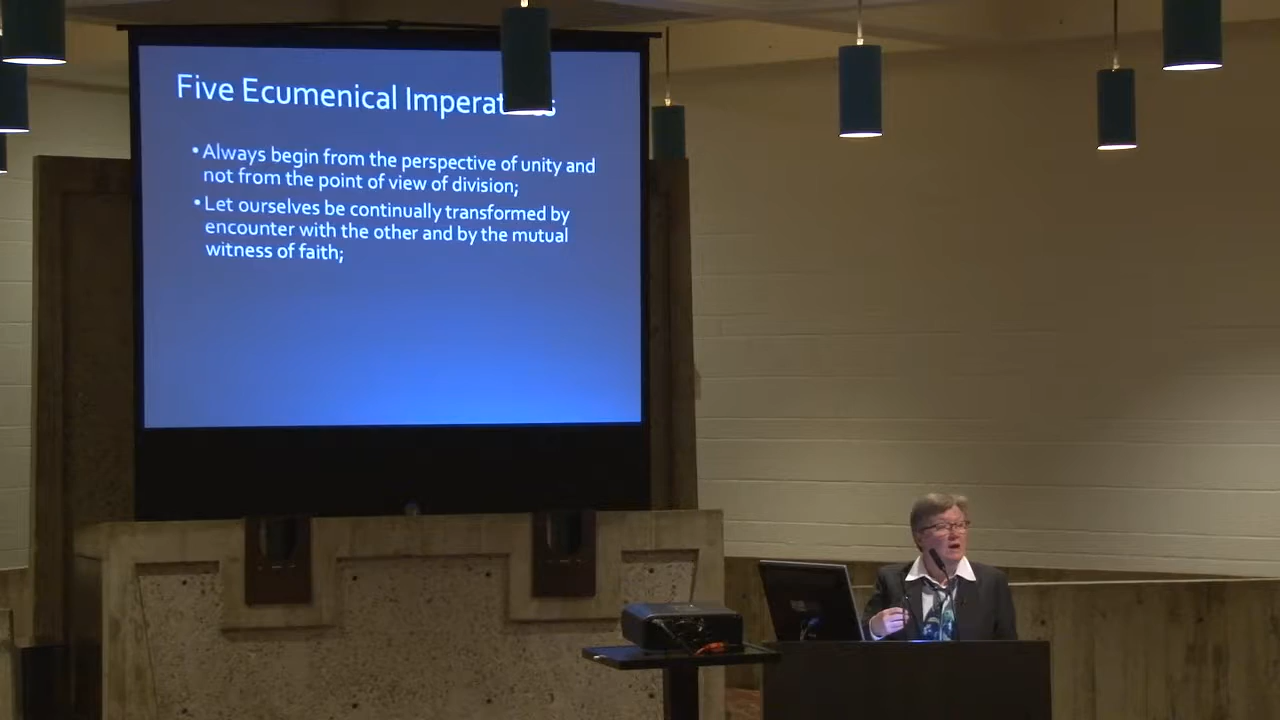 Five Ecumenical
• Always begin from the perspective of unity and
not from the point of view of division;
• Let ourselves be continually transformed by
encounter with the other and by the mutual
witness of faith;